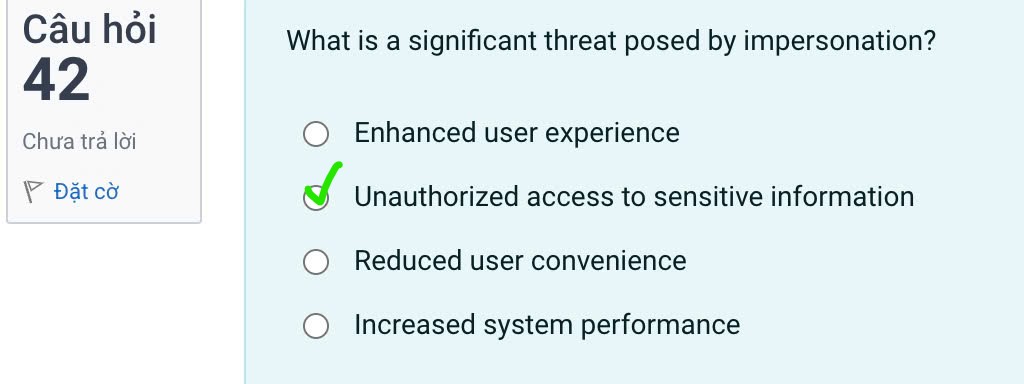 Câu hỏi
42
Chưa trả lời
Đặt cờ
What is a significant threat posed by impersonation?
Enhanced user experience
Unauthorized access to sensitive information
Reduced user convenience
Increased system performance